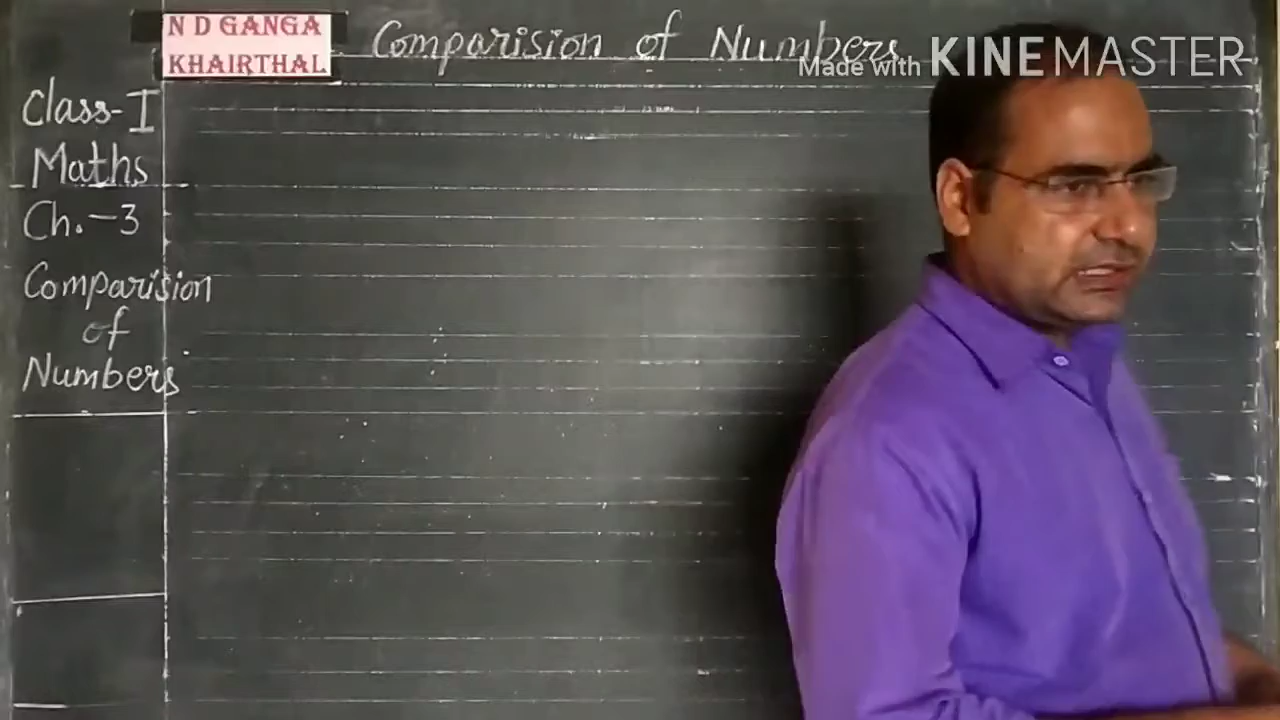 N D GANGA
KHAIRTHAL
Comparision of Numbers
Made with KINEMASTER
Class-I
Maths
Ch.-3
Comparision
of
Numbers